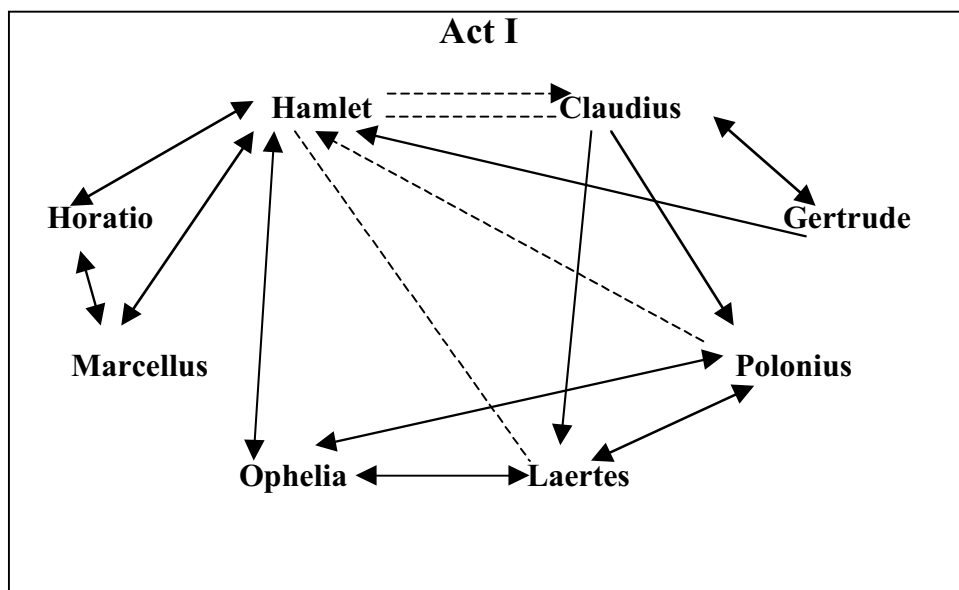 Act I
Hamlet Claudius
Horatio Gertrude
Marcellus Polonius
Ophelia Laertes